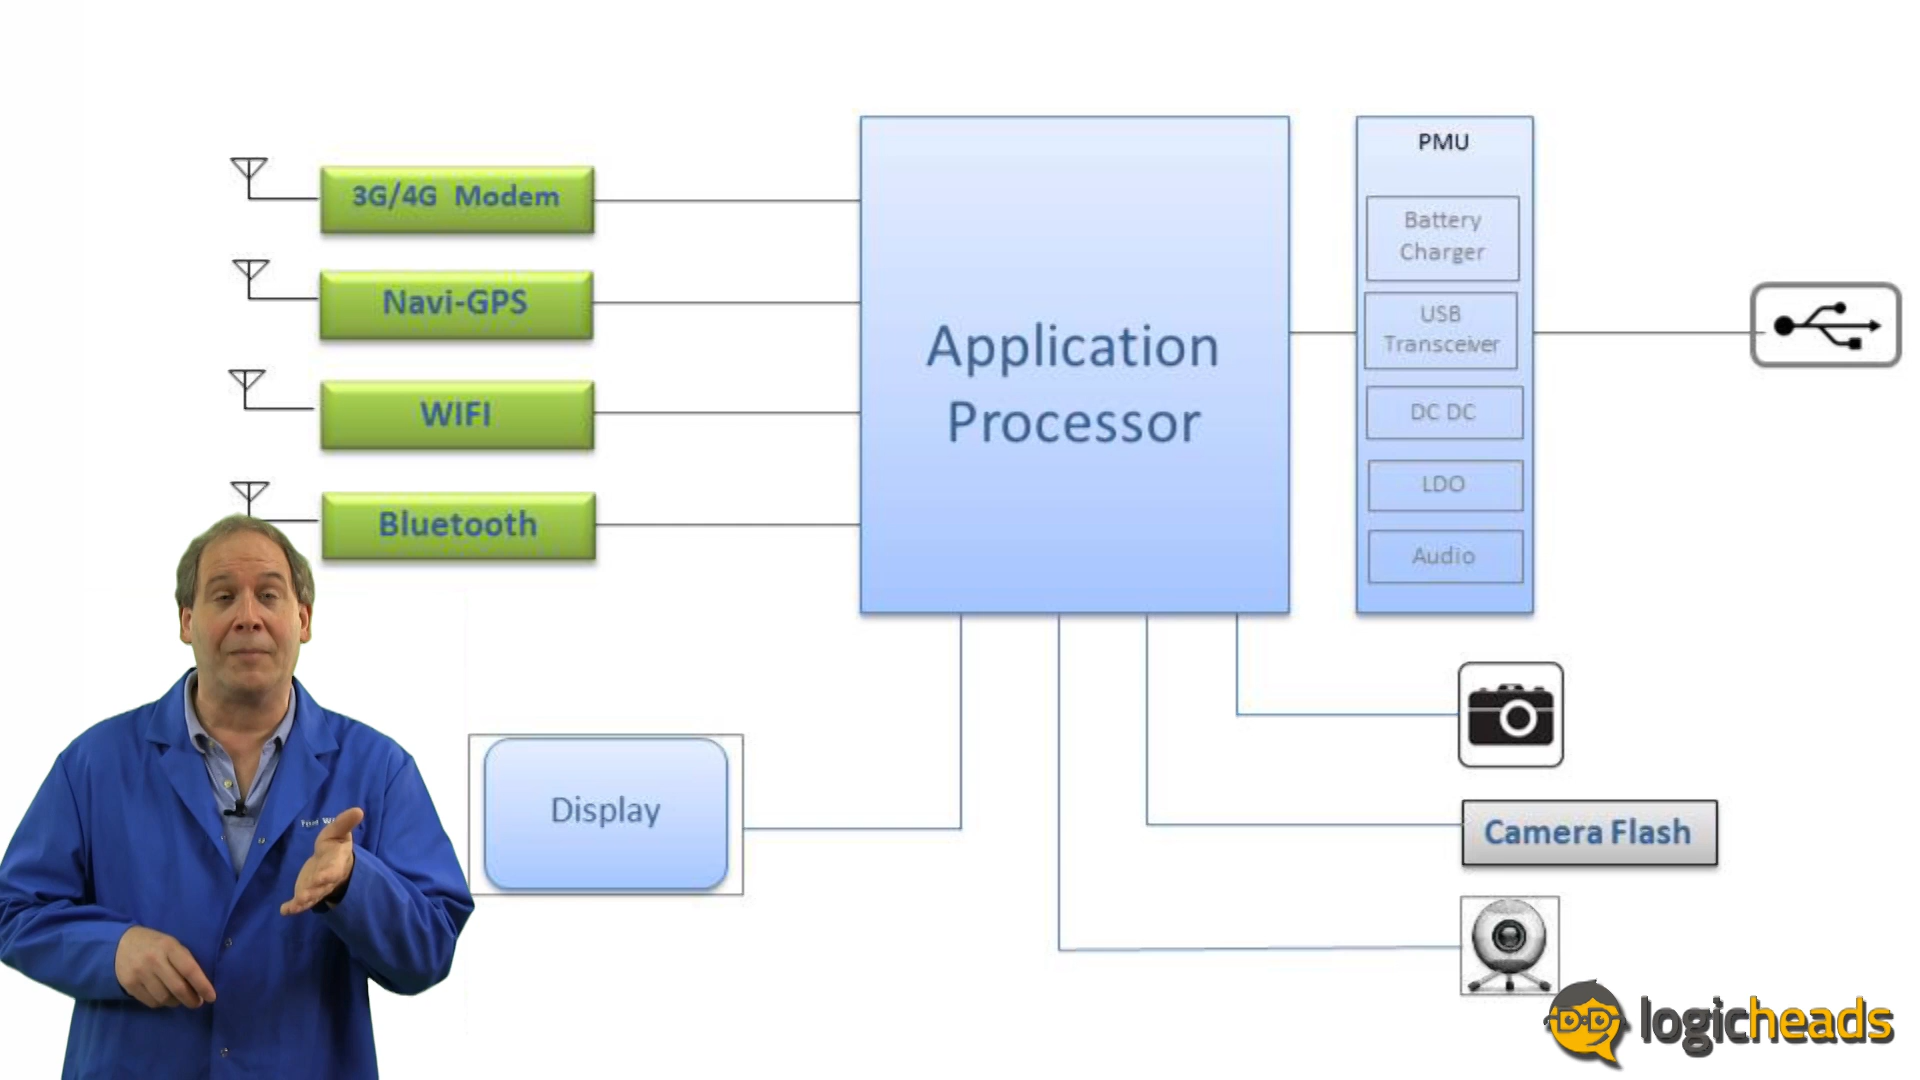 3G/4G Modem
Navi-GPS
WIFI
Bluetooth
Application
Processor
PMU
Battery
Charger
USB
Transceiver
DC DC
LDO
Audio
Display
Camera Flash
logicheads